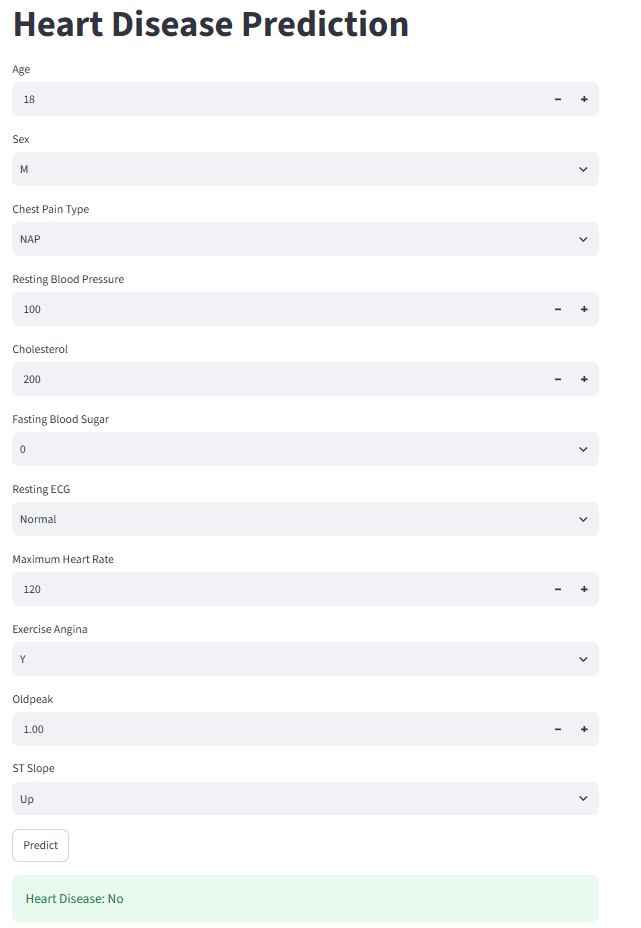 Heart Disease Prediction
Age
18
Sex
M
Chest Pain Type
NAP
Resting Blood Pressure
100
Cholesterol
200
Fasting Blood Sugar
0
Resting ECG
Normal
Maximum Heart Rate
120
Exercise Angina
Y
Oldpeak
1.00
ST Slope
Up
Predict
Heart Disease: No